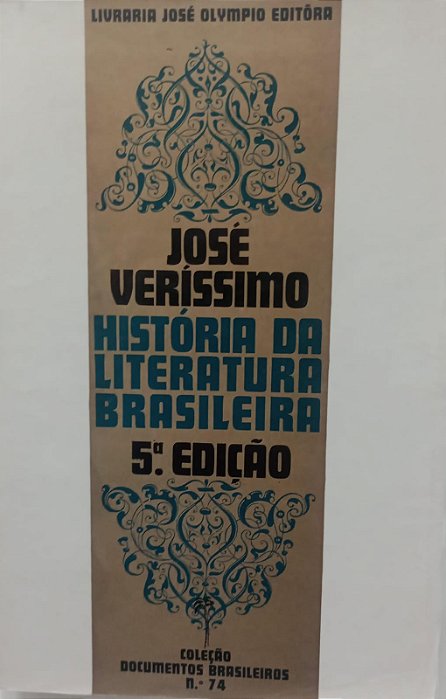 LIVRARIA JOSÉ OLYMPIO EDITÔRA
JOSÉ
VERÍSSIMO
HISTÓRIA DA
LITERATURA
BRASILEIRA
5ª. EDIÇÃO
COLEÇÃO
DOCUMENTOS BRASILEIROS
n.º 74